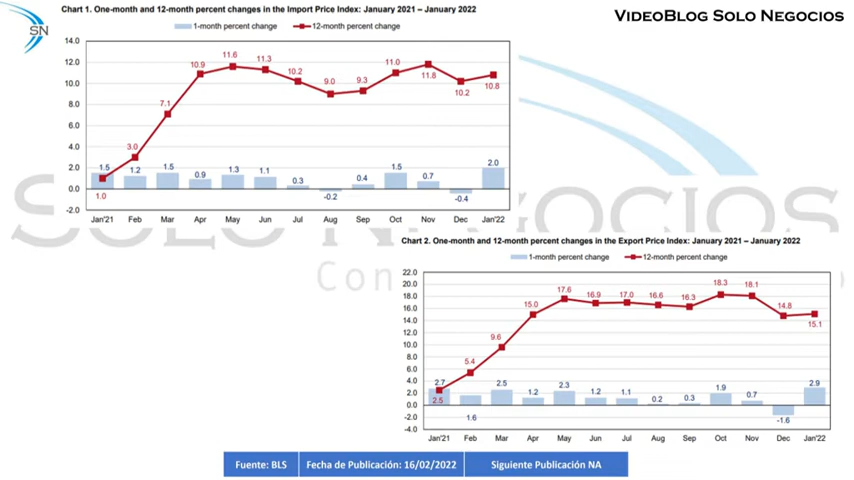 SN
VIDEOBLOG SOLO NEGOCIOS
Chart 1. One-month and 12-month percent changes in the Import Price Index: January 2021 – January 2022
1-month percent change 12-month percent change
14.0
12.0
10.0
8.0
6.0
4.0
2.0
0.0
-2.0
1.0 3.0 7.1 10.9 11.6 11.3 10.2 9.0 9.3 11.0 11.8 10.2 10.8
1.5 1.2 1.5 0.9 1.3 1.1 0.3 -0.2 0.4 1.5 0.7 -0.4 2.0
Jan'21 Feb Mar Apr May Jun Jul Aug Sep Oct Nov Dec Jan'22
SOLO NEGOCIOS
Con
Chart 2. One-month and 12-month percent changes in the Export Price Index: January 2021 – January 2022
1-month percent change 12-month percent change
22.0
20.0
18.0
16.0
14.0
12.0
10.0
8.0
6.0
4.0
2.0
0.0
-2.0
-4.0
2.5 5.4 9.6 15.0 17.6 16.9 17.0 16.6 16.3 18.3 18.1 14.8 15.1
2.7 1.6 2.5 1.2 2.3 1.2 1.1 0.2 0.3 1.9 0.7 -1.6 2.9
Jan'21 Feb Mar Apr May Jun Jul Aug Sep Oct Nov Dec Jan'22
Fuente: BLS Fecha de Publicación: 16/02/2022 Siguiente Publicación NA